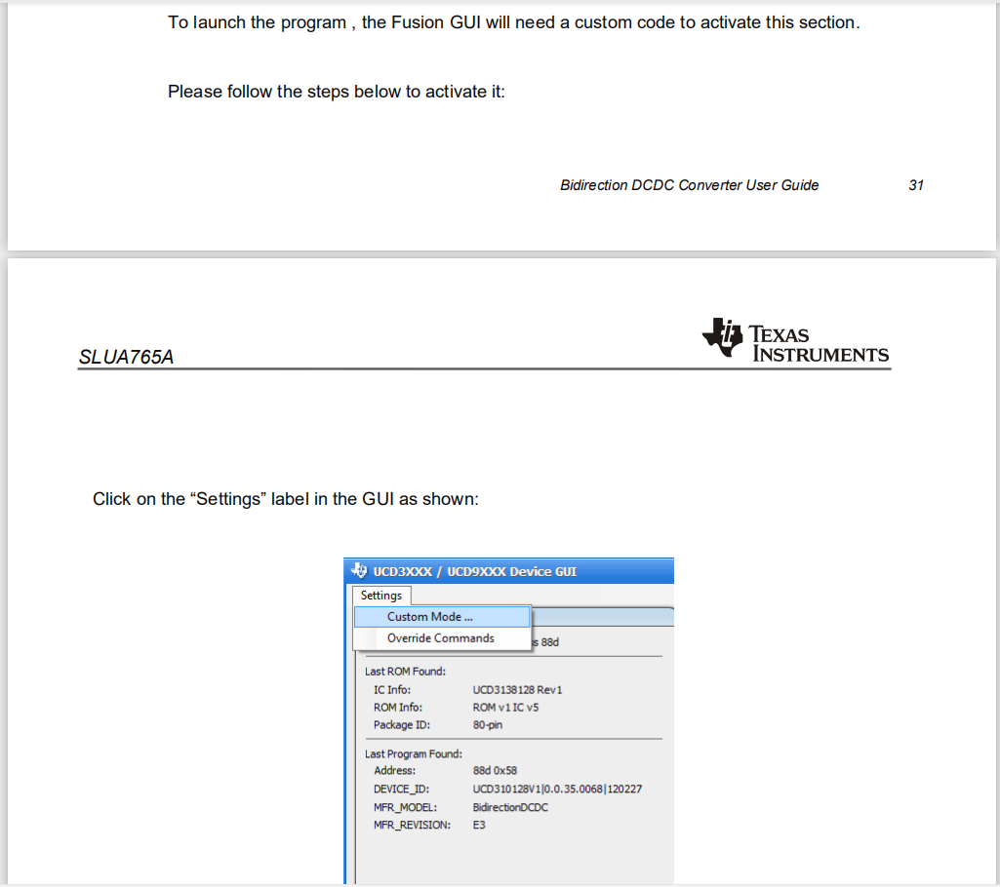 To launch the program , the Fusion GUI will need a custom code to activate this section.
Please follow the steps below to activate it:
Bidirection DCDC Converter User Guide 31
SLUA765A
TEXAS
INSTRUMENTS
Click on the “Settings” label in the GUI as shown:
UCD3XXX / UCD9XXX Device GUI
Settings
Custom Mode ...
Override Commands
ss 88d
Last ROM Found:
IC Info: UCD3138128 Rev1
ROM Info: ROM v1 IC v5
Package ID: 80-pin
Last Program Found:
Address: 88d 0x58
DEVICE_ID: UCD310128V1|0.0.35.0068|120227
MFR_MODEL: BidirectionDCDC
MFR_REVISION: E3